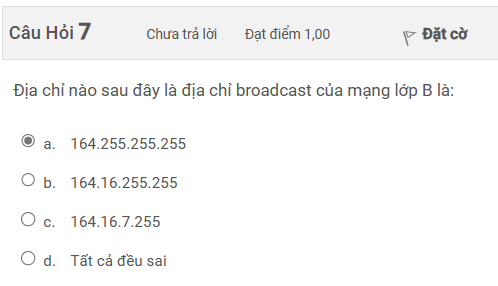 Câu Hỏi 7 Chưa trả lời Đạt điểm 1,00 Đặt cờ
Địa chỉ nào sau đây là địa chỉ broadcast của mạng lớp B là:
a. 164.255.255.255
b. 164.16.255.255
c. 164.16.7.255
d. Tất cả đều sai